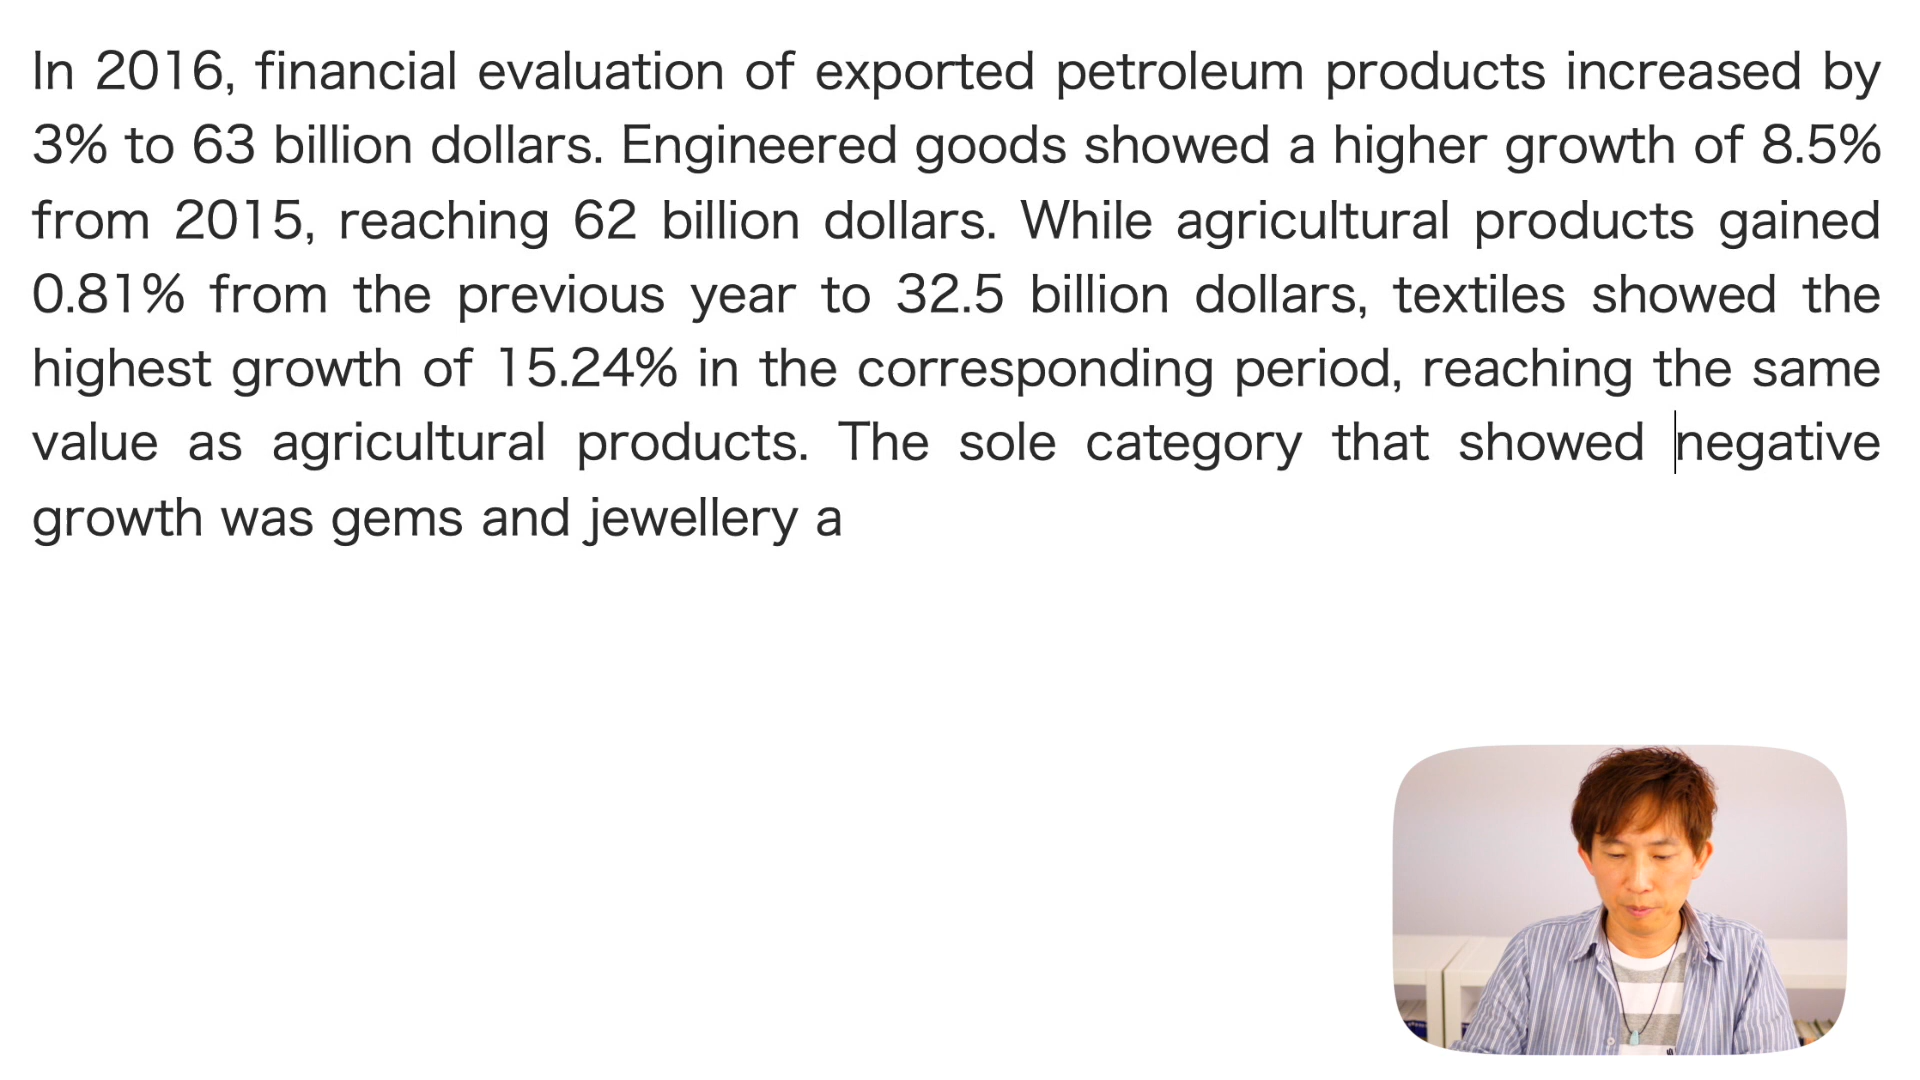 In 2016, financial evaluation of exported petroleum products increased by
3% to 63 billion dollars. Engineered goods showed a higher growth of 8.5%
from 2015, reaching 62 billion dollars. While agricultural products gained
0.81% from the previous year to 32.5 billion dollars, textiles showed the
highest growth of 15.24% in the corresponding period, reaching the same
value as agricultural products. The sole category that showed negative
growth was gems and jewellery a